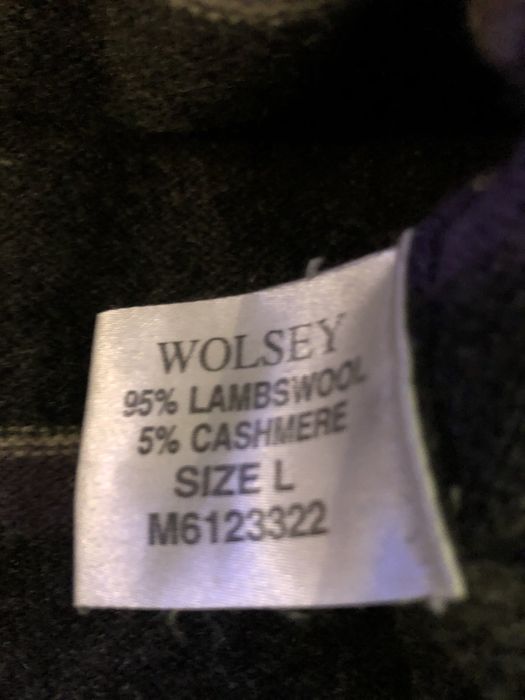 WOLSEY
95% LAMBSWOOL
5% CASHMERE
SIZE L
M6123322